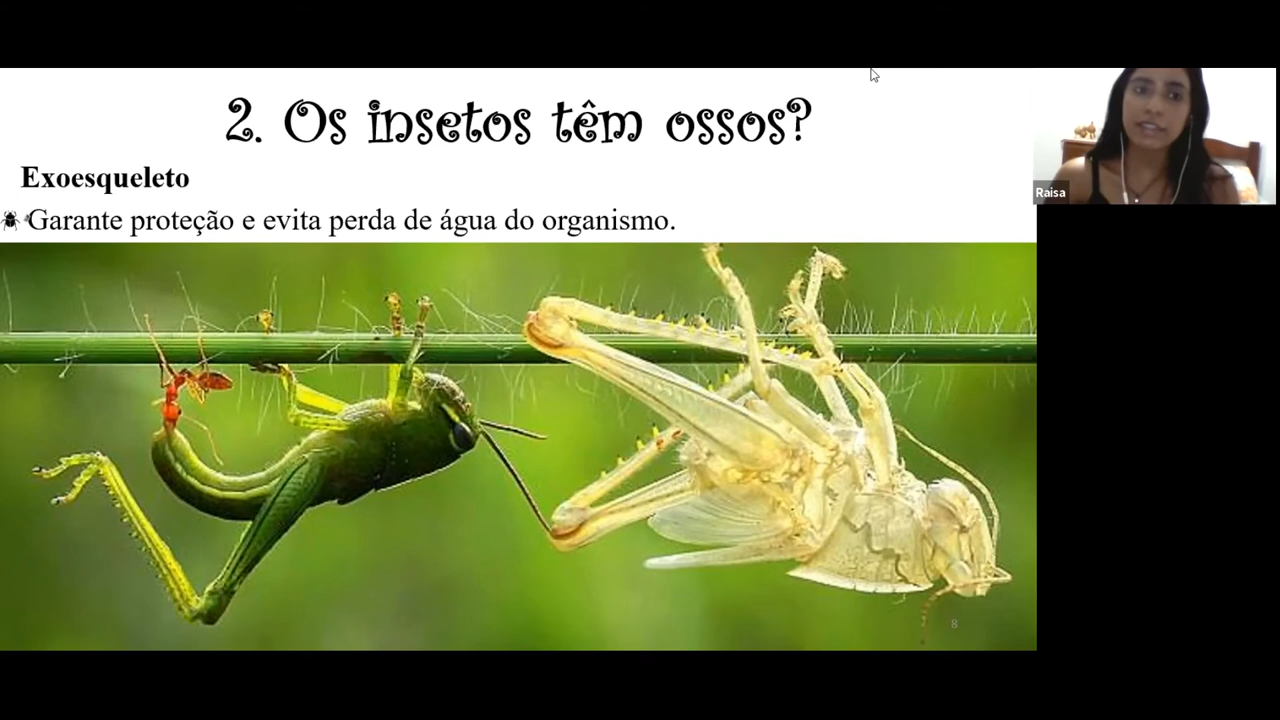 2. Os insetos têm ossos?
Exoesqueleto
Garante proteção e evita perda de água do organismo.
Raisa
8